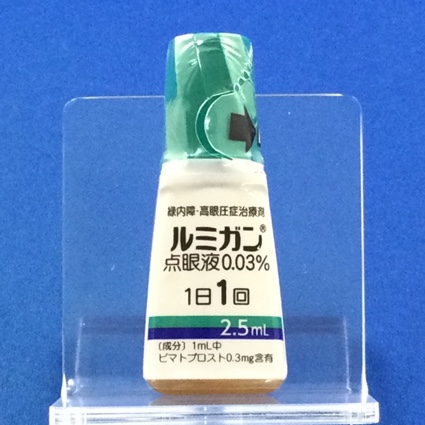 緑内障・高眼圧症治療剤
ルミガン®
点眼液0.03%
1日1回
2.5mL
〔成分〕1mL中
ビマトプロスト0.3mg含有